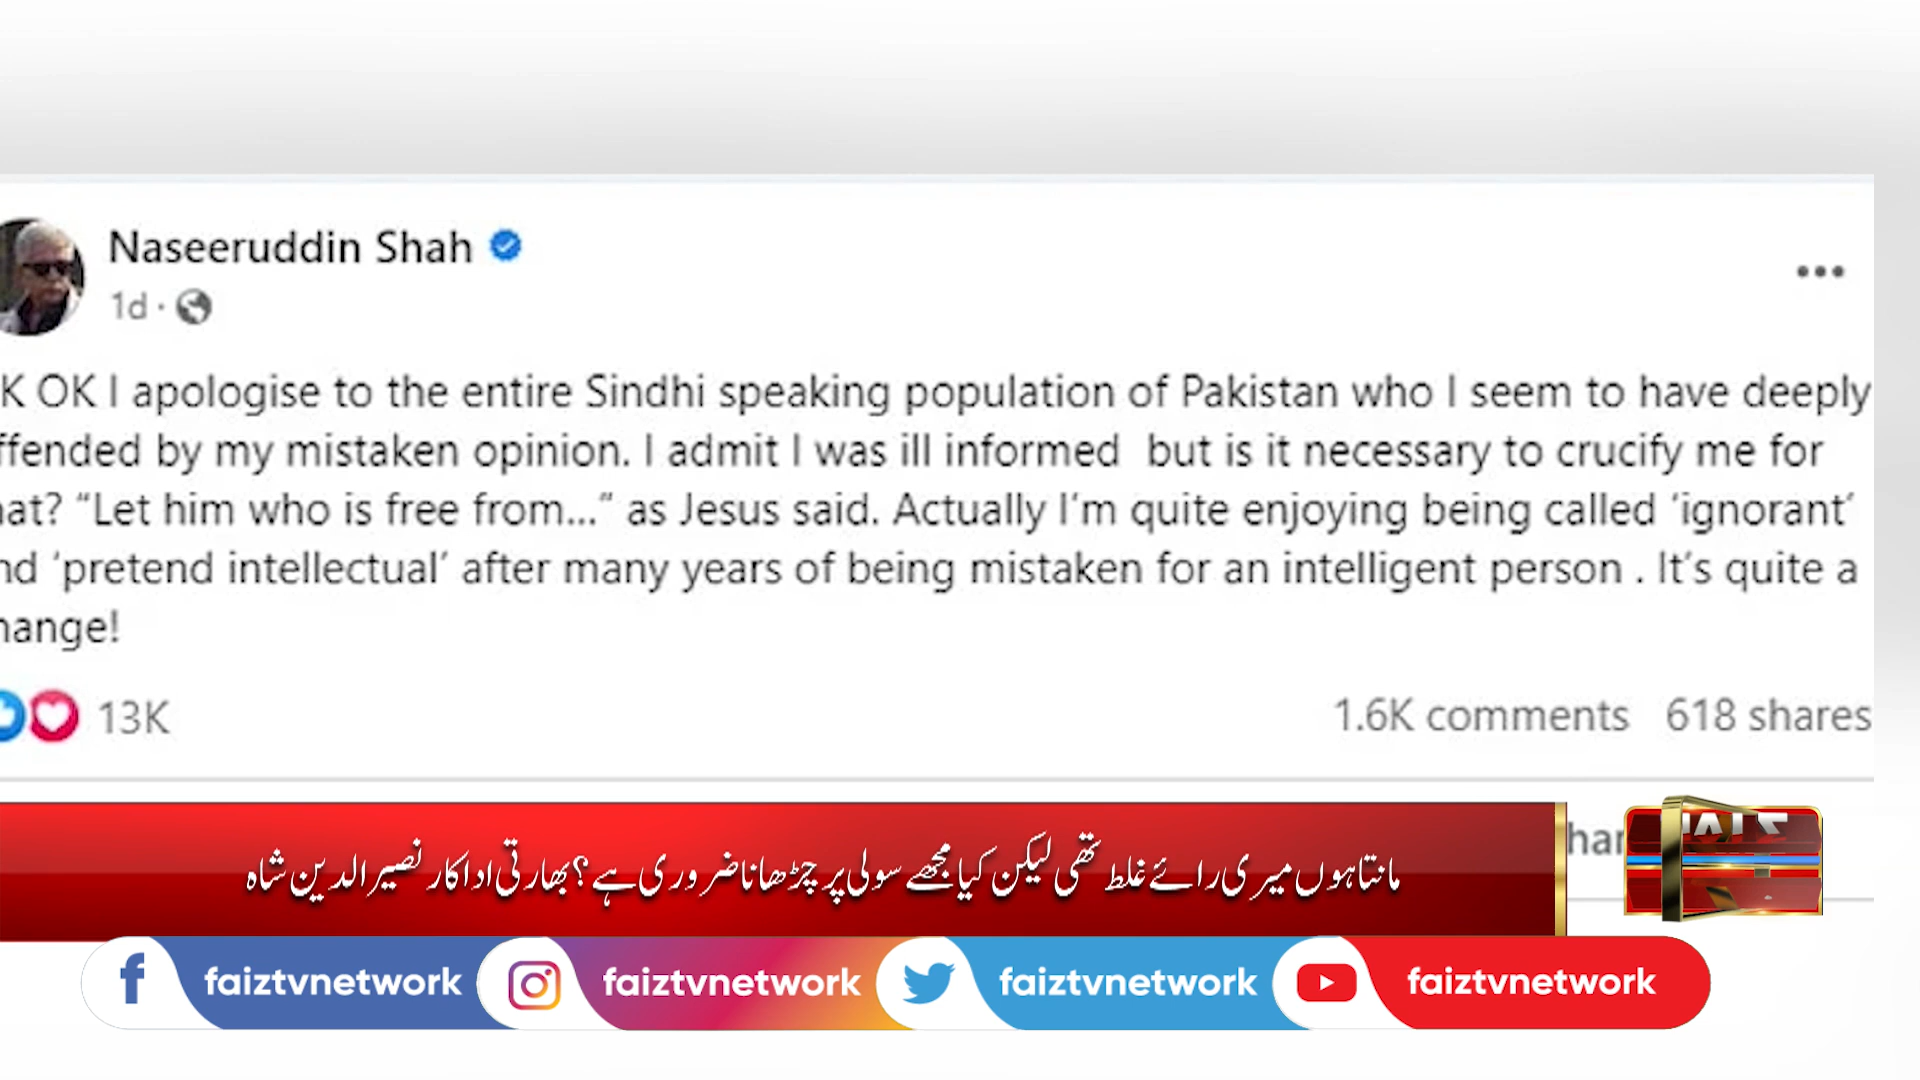 Naseeruddin Shah
1d ·
K OK I apologise to the entire Sindhi speaking population of Pakistan who I seem to have deeply
ffended by my mistaken opinion. I admit I was ill informed but is it necessary to crucify me for
at? “Let him who is free from...” as Jesus said. Actually I’m quite enjoying being called ‘ignorant’
nd ‘pretend intellectual’ after many years of being mistaken for an intelligent person . It’s quite a
hange!
13K 1.6K comments 618 shares
har
مانتا ہوں میری رائے غلط تھی لیکن کیا مجھے سولی پر چڑھانا ضروری ہے؟ بھارتی اداکار نصیر الدین شاہ
faiztvnetwork faiztvnetwork faiztvnetwork faiztvnetwork